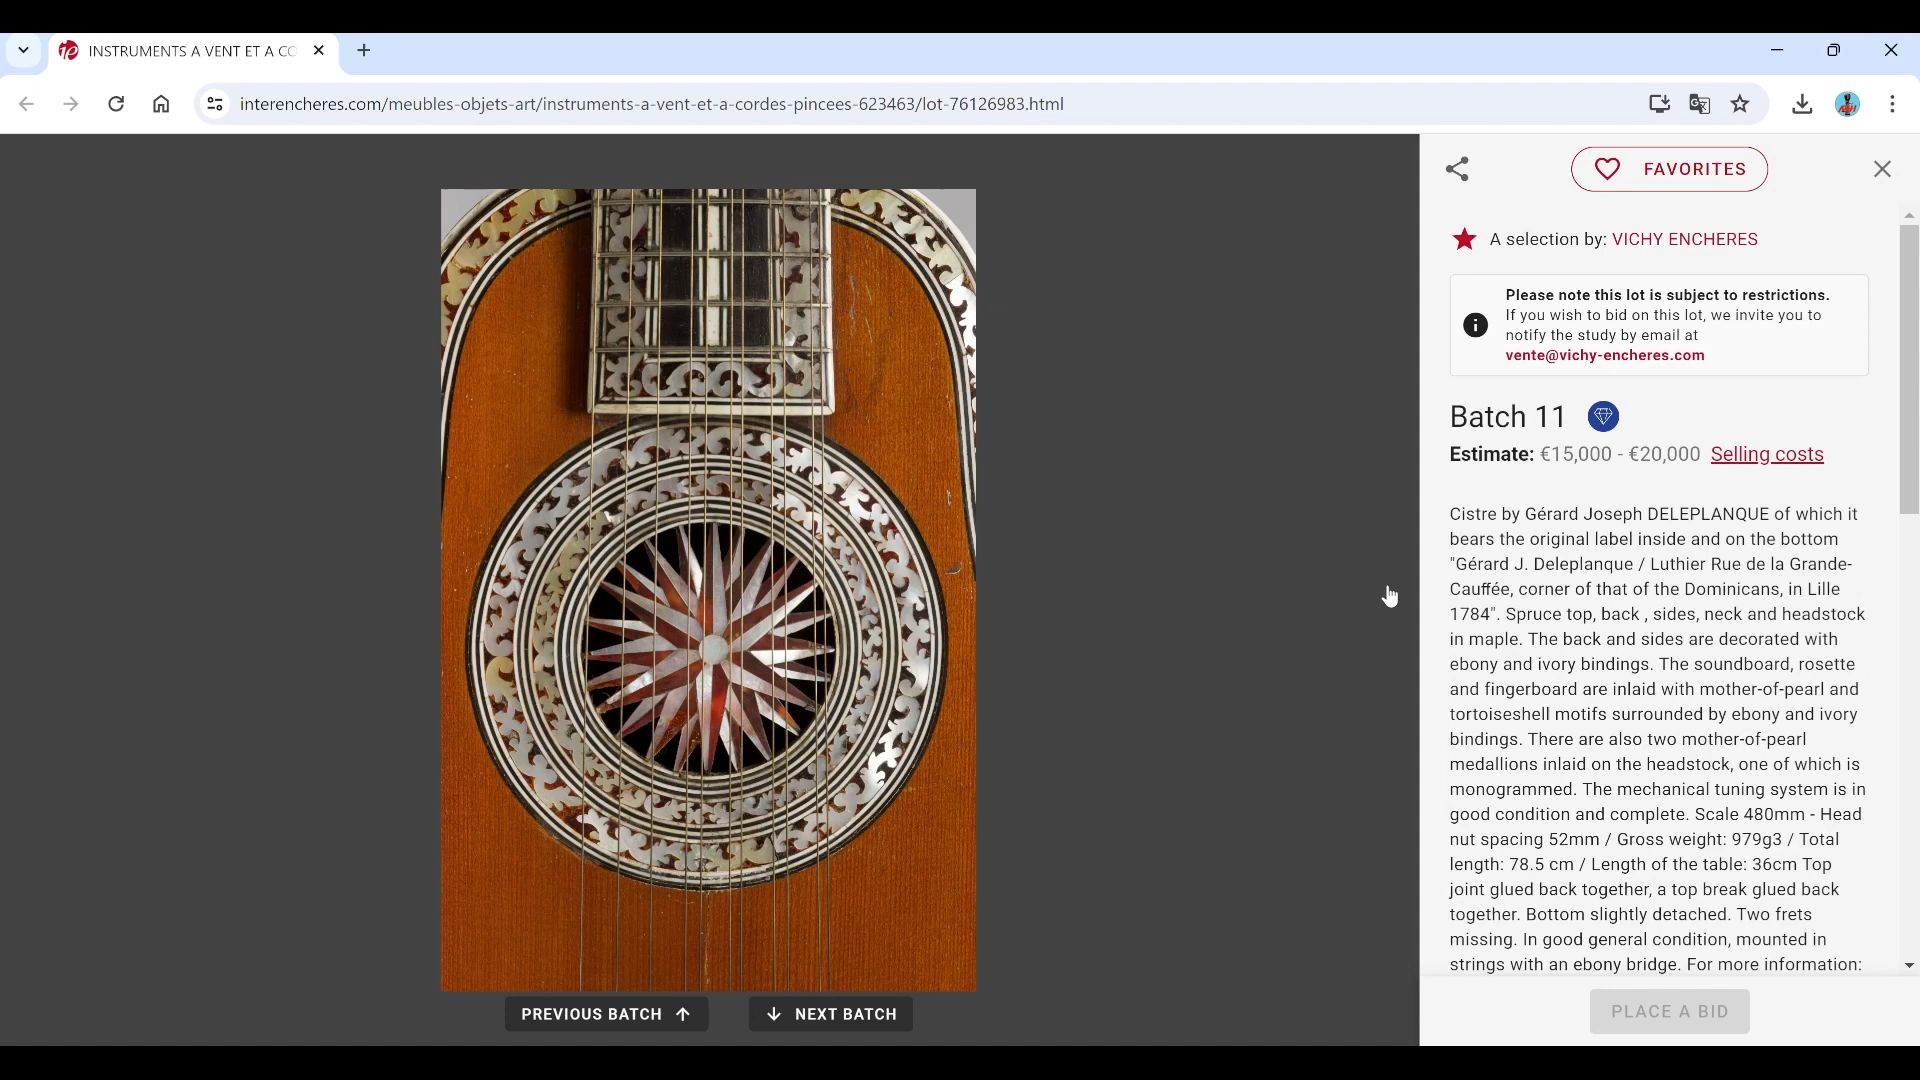 INSTRUMENTS A VENT ET A CO
interencheres.com/meubles-objets-art/instruments-a-vent-et-a-cordes-pincees-623463/lot-76126983.html
FAVORITES
A selection by: VICHY ENCHERES
Please note this lot is subject to restrictions.
If you wish to bid on this lot, we invite you to
notify the study by email at
vente@vichy-encheres.com
Batch 11
Estimate: €15,000 - €20,000 Selling costs
Cistre by Gérard Joseph DELEPLANQUE of which it
bears the original label inside and on the bottom
"Gérard J. Deleplanque / Luthier Rue de la Grande-
Cauffée, corner of that of the Dominicans, in Lille
1784". Spruce top, back , sides, neck and headstock
in maple. The back and sides are decorated with
ebony and ivory bindings. The soundboard, rosette
and fingerboard are inlaid with mother-of-pearl and
tortoiseshell motifs surrounded by ebony and ivory
bindings. There are also two mother-of-pearl
medallions inlaid on the headstock, one of which is
monogrammed. The mechanical tuning system is in
good condition and complete. Scale 480mm - Head
nut spacing 52mm / Gross weight: 979g3 / Total
length: 78.5 cm / Length of the table: 36cm Top
joint glued back together, a top break glued back
together. Bottom slightly detached. Two frets
missing. In good general condition, mounted in
strings with an ebony bridge. For more information:
PREVIOUS BATCH
NEXT BATCH
PLACE A BID